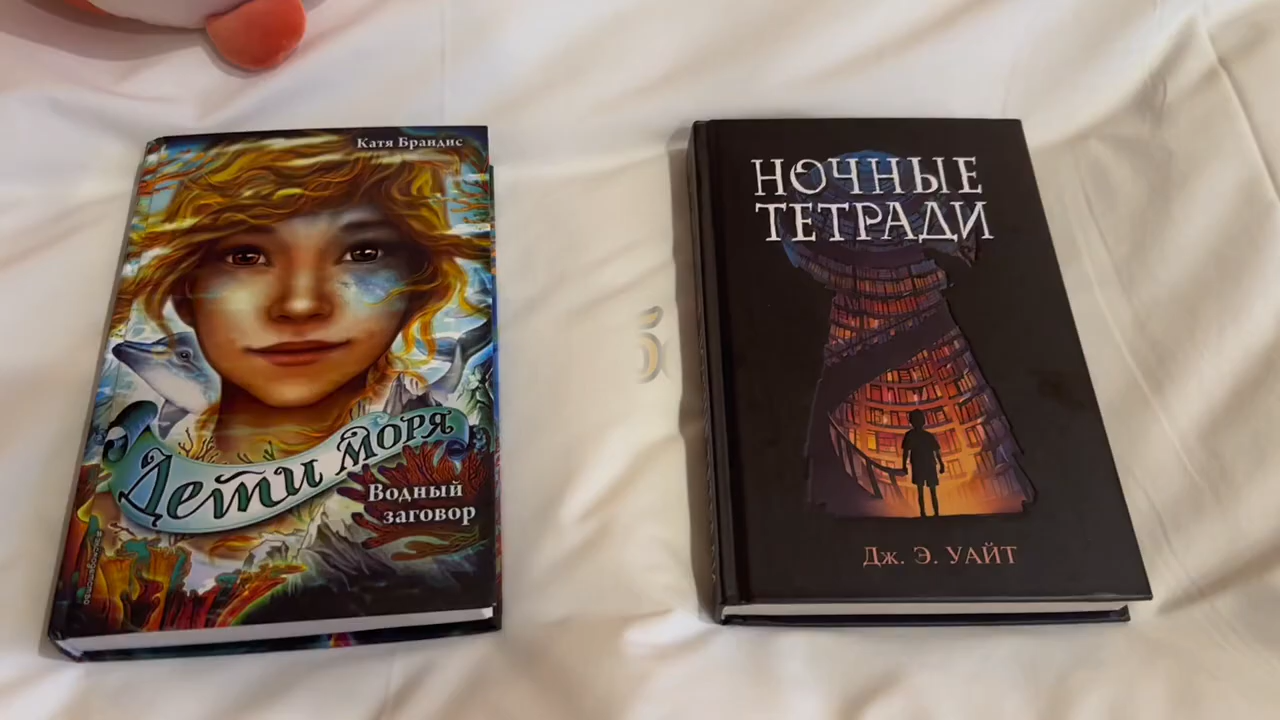 Катя Брандис
Дети моря
Водный
заговор
НОЧНЫЕ
ТЕТРАДИ
Дж. Э. УАЙТ